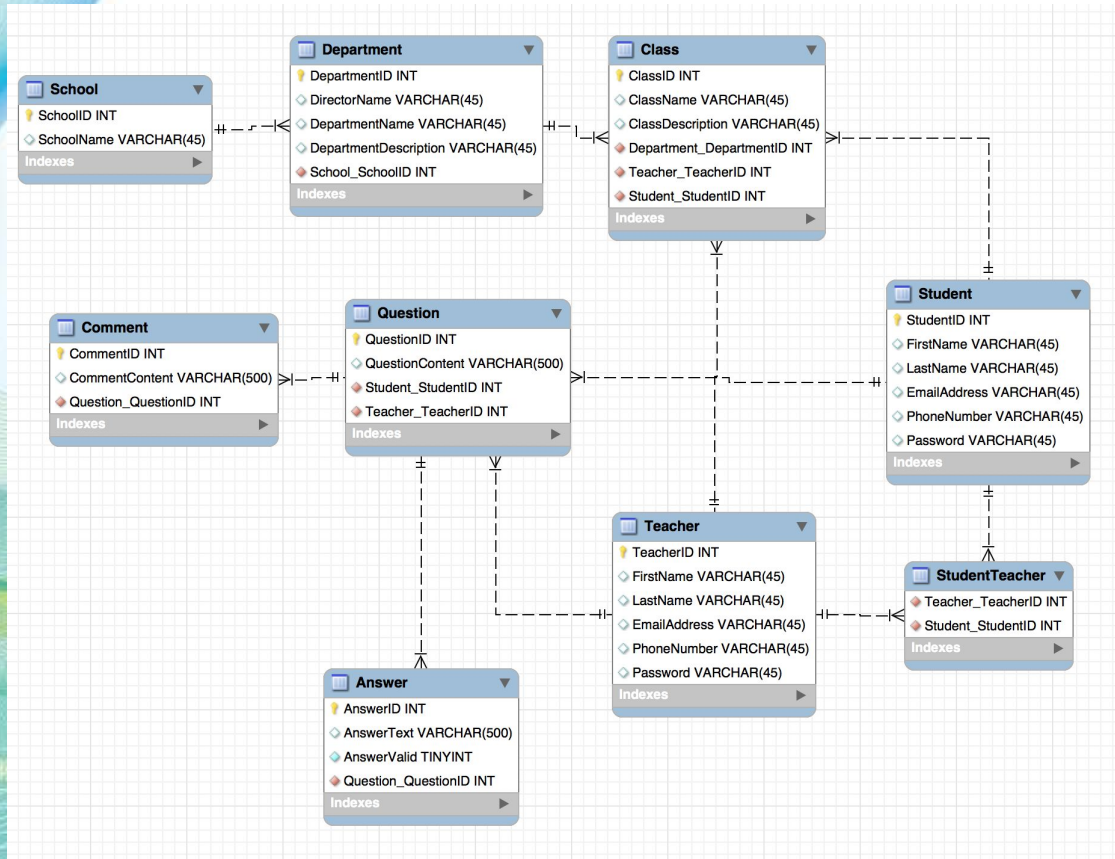 School
SchoolID INT
SchoolName VARCHAR(45)
Indexes
Department
DepartmentID INT
DirectorName VARCHAR(45)
DepartmentName VARCHAR(45)
DepartmentDescription VARCHAR(45)
School_SchoolID INT
Indexes
Class
ClassID INT
ClassName VARCHAR(45)
ClassDescription VARCHAR(45)
Department_DepartmentID INT
Teacher_TeacherID INT
Student_StudentID INT
Indexes
Comment
CommentID INT
CommentContent VARCHAR(500)
Question_QuestionID INT
Indexes
Question
QuestionID INT
QuestionContent VARCHAR(500)
Student_StudentID INT
Teacher_TeacherID INT
Indexes
Student
StudentID INT
FirstName VARCHAR(45)
LastName VARCHAR(45)
EmailAddress VARCHAR(45)
PhoneNumber VARCHAR(45)
Password VARCHAR(45)
Indexes
Teacher
TeacherID INT
FirstName VARCHAR(45)
LastName VARCHAR(45)
EmailAddress VARCHAR(45)
PhoneNumber VARCHAR(45)
Password VARCHAR(45)
Indexes
StudentTeacher
Teacher_TeacherID INT
Student_StudentID INT
Indexes
Answer
AnswerID INT
AnswerText VARCHAR(500)
AnswerValid TINYINT
Question_QuestionID INT
Indexes